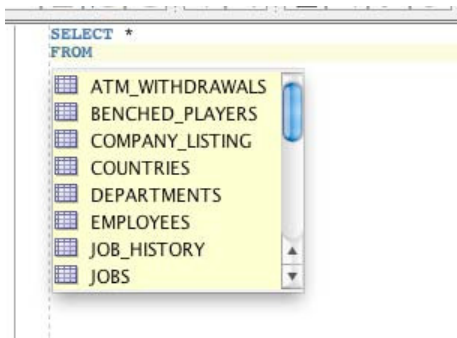 SELECT *
FROM
ATM_WITHDRAWALS
BENCHED_PLAYERS
COMPANY_LISTING
COUNTRIES
DEPARTMENTS
EMPLOYEES
JOB_HISTORY
JOBS